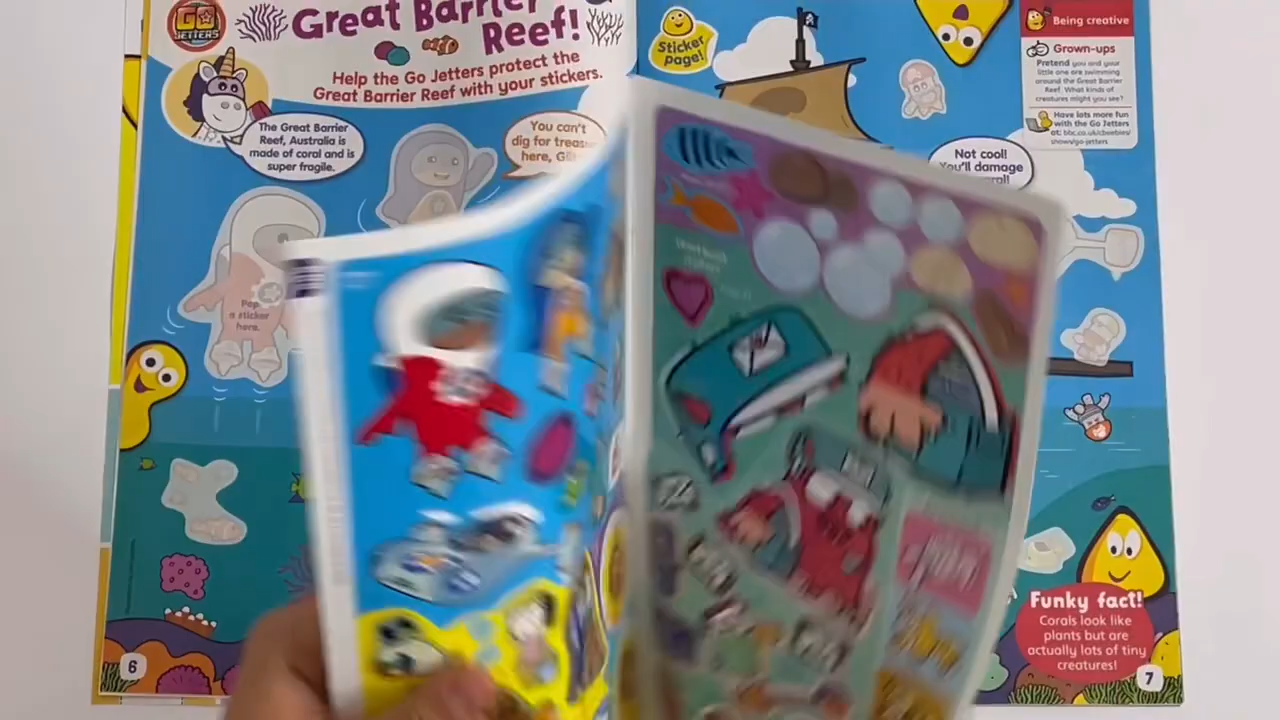 GO
JETTERS
Great Barrier
Reef!
Help the Go Jetters protect the
Great Barrier Reef with your stickers.
The Great Barrier
Reef, Australia is
made of coral and is
super fragile.
You can't
dig for
here,
Pop
a sticker
here.
6
Sticker
page!
Being creative
Grown-ups
Pretend you and your
little one are swimming
around the Great Barrier
Reef. What kinds of
creatures might you see?
Have lots more fun
with the Go Jetters
at: bbc.co.uk/cbeebies/
shows/go-jetters
Not cool!
You'll damage
Funky fact!
Corals look like
plants but are
actually lots of tiny
creatures!
7